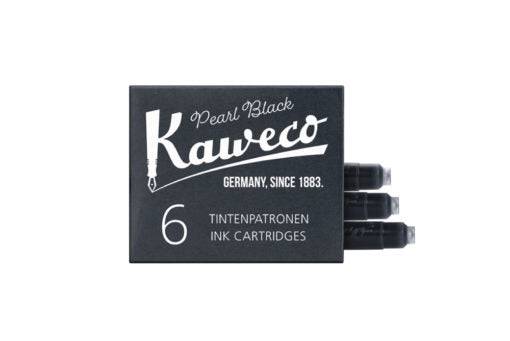 Pearl Black
Kaweco
GERMANY, SINCE 1883.
6
TINTENPATRONEN
INK CARTRIDGES